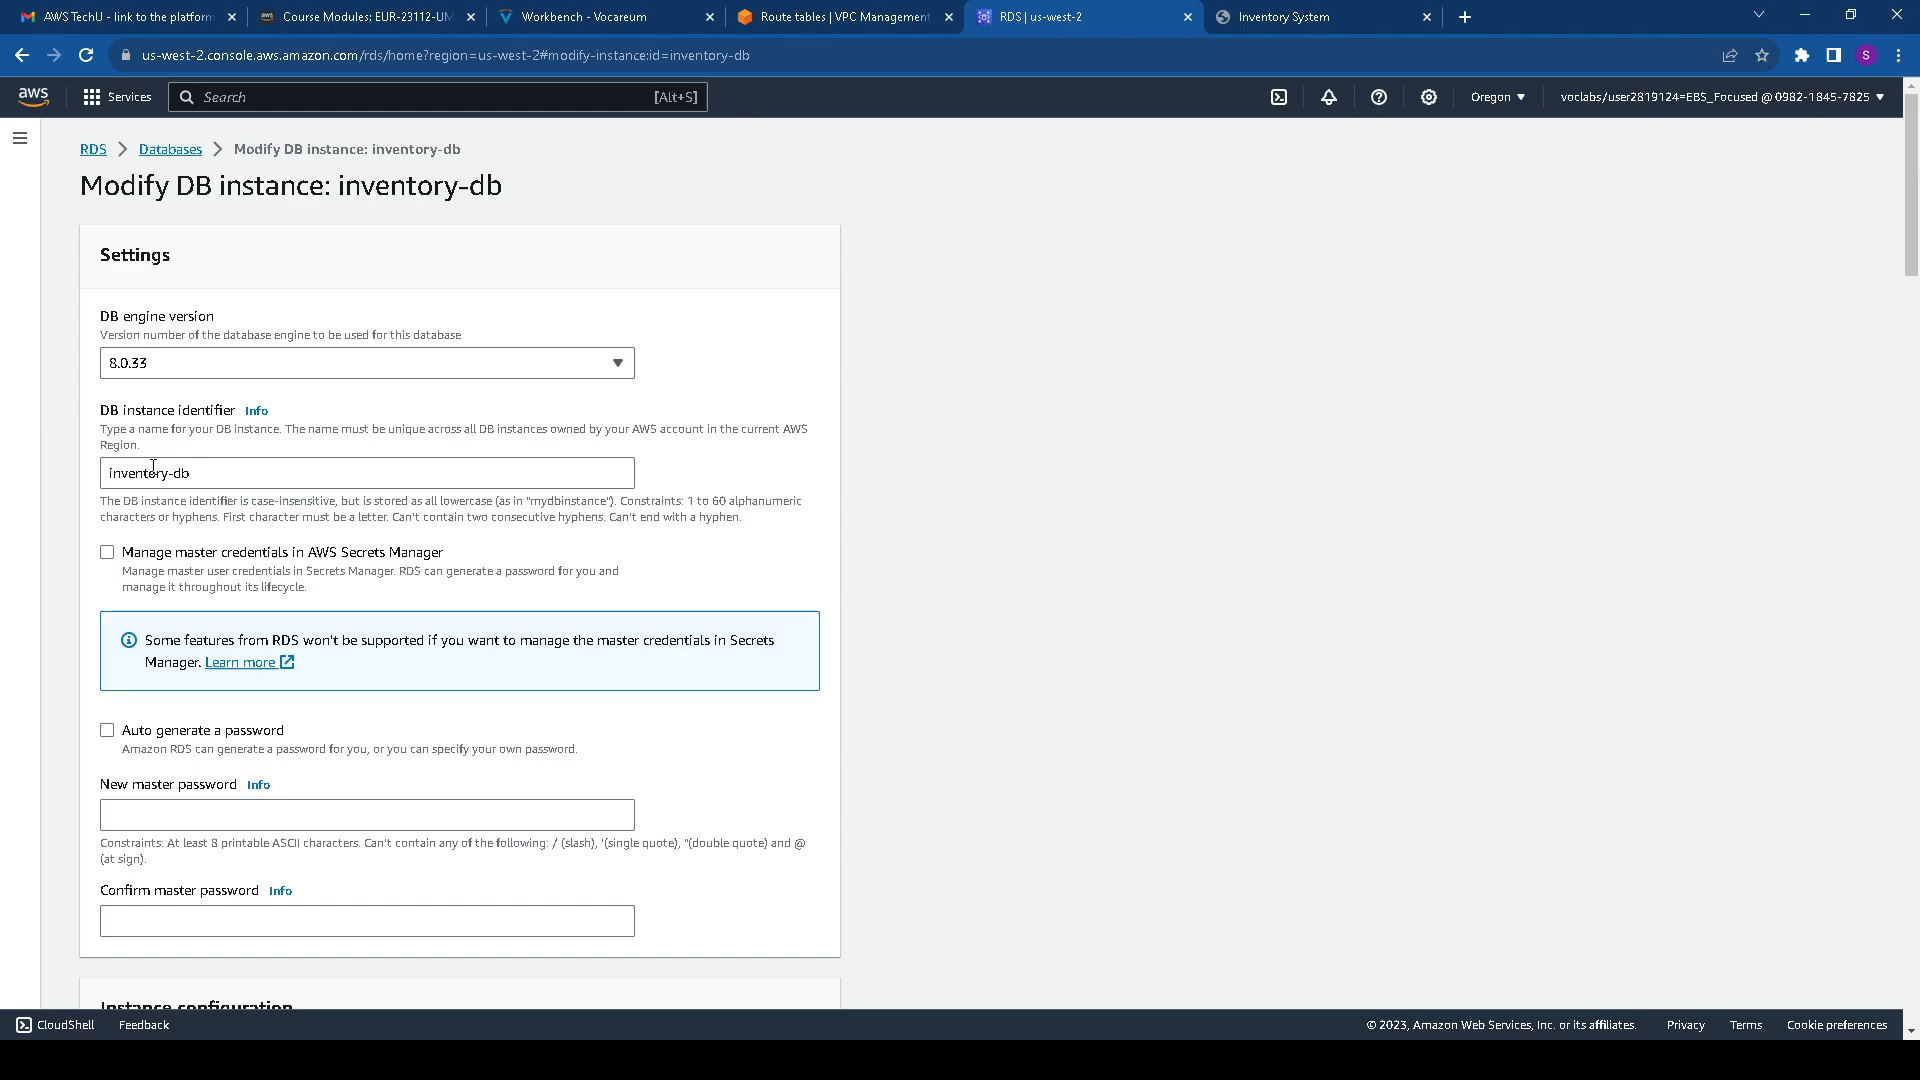 AWS TechU - link to the platform
Course Modules: EUR-23112-UM
Workbench - Vocareum
Route tables | VPC Management
RDS | us-west-2
Inventory System
us-west-2.console.aws.amazon.com/rds/home?region=us-west-2#modify-instance:id=inventory-db
S
aws
Services
Search
[Alt+S]
Oregon
voclabs/user2819124=EBS_Focused @ 0982-1845-7825
RDS
Databases
Modify DB instance: inventory-db
Modify DB instance: inventory-db
Settings
DB engine version
Version number of the database engine to be used for this database
8.0.33
DB instance identifier Info
Type a name for your DB instance. The name must be unique across all DB instances owned by your AWS account in the current AWS
Region.
inventory-db
The DB instance identifier is case-insensitive, but is stored as all lowercase (as in "mydbinstance"). Constraints: 1 to 60 alphanumeric
characters or hyphens. First character must be a letter. Can't contain two consecutive hyphens. Can't end with a hyphen.
Manage master credentials in AWS Secrets Manager
Manage master user credentials in Secrets Manager. RDS can generate a password for you and
manage it throughout its lifecycle.
Some features from RDS won't be supported if you want to manage the master credentials in Secrets
Manager. Learn more
Auto generate a password
Amazon RDS can generate a password for you, or you can specify your own password.
New master password Info
Constraints: At least 8 printable ASCII characters. Can't contain any of the following: / (slash), '(single quote), "(double quote) and @
(at sign).
Confirm master password Info
Instance configuration
CloudShell
Feedback
© 2023, Amazon Web Services, Inc. or its affiliates.
Privacy
Terms
Cookie preferences